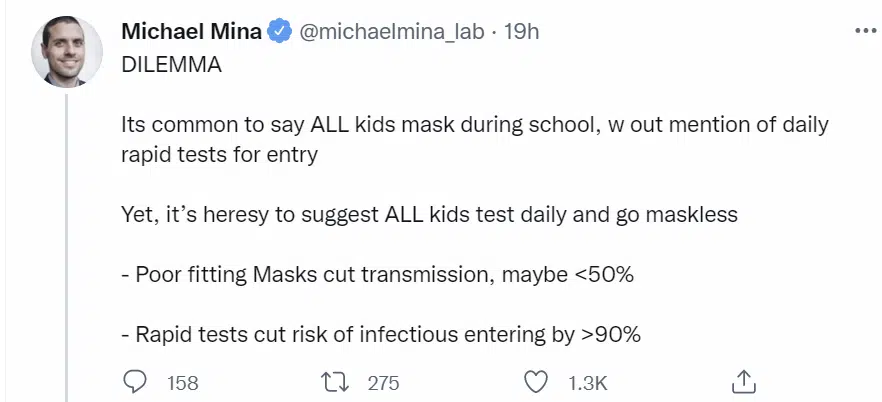 Michael Mina @michaelmina_lab · 19h
DILEMMA
Its common to say ALL kids mask during school, w out mention of daily
rapid tests for entry
Yet, it’s heresy to suggest ALL kids test daily and go maskless
- Poor fitting Masks cut transmission, maybe <50%
- Rapid tests cut risk of infectious entering by >90%
158 275 1.3K